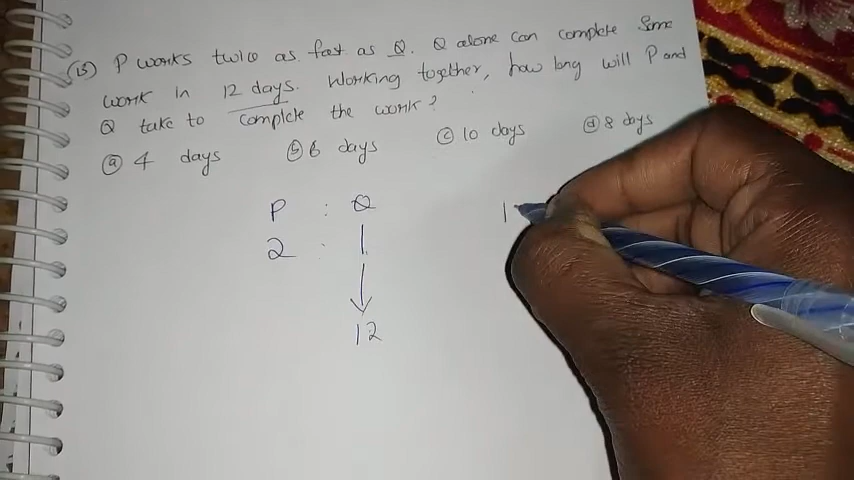 (15) P works twice as fast as Q. Q alone can complete some
work in 12 days. Working together, how long will P and
Q take to complete the work?
(a) 4 days (b) 6 days (c) 10 days (d) 8 days
P : Q
2 : 1
12
1